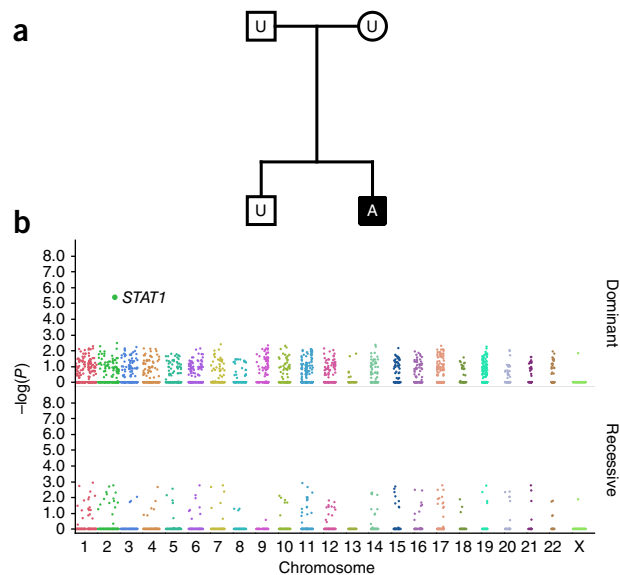 a
U U
U A
b
8.0
7.0
6.0
5.0 STAT1
4.0
3.0
2.0
1.0
0
Dominant
8.0
7.0
6.0
5.0
4.0
3.0
2.0
1.0
0
Recessive
–log(P)
1 2 3 4 5 6 7 8 9 10 11 12 13 14 15 16 17 18 19 20 21 22 X
Chromosome